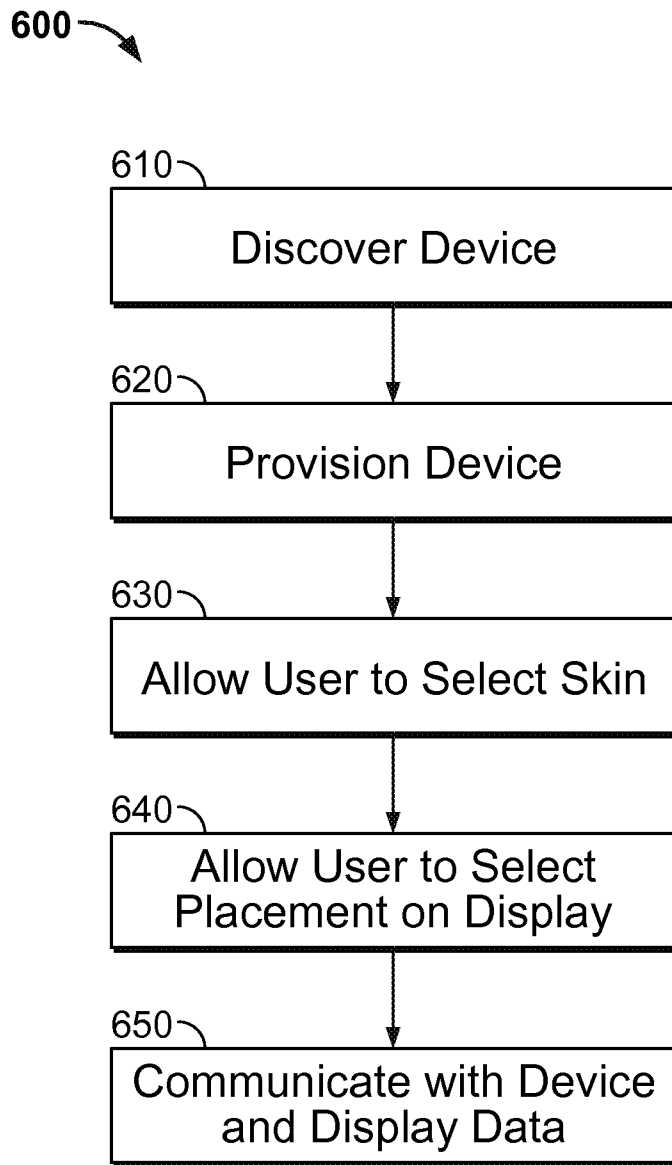 600
610
Discover Device
620
Provision Device
630
Allow User to Select Skin
640
Allow User to Select
Placement on Display
650
Communicate with Device
and Display Data